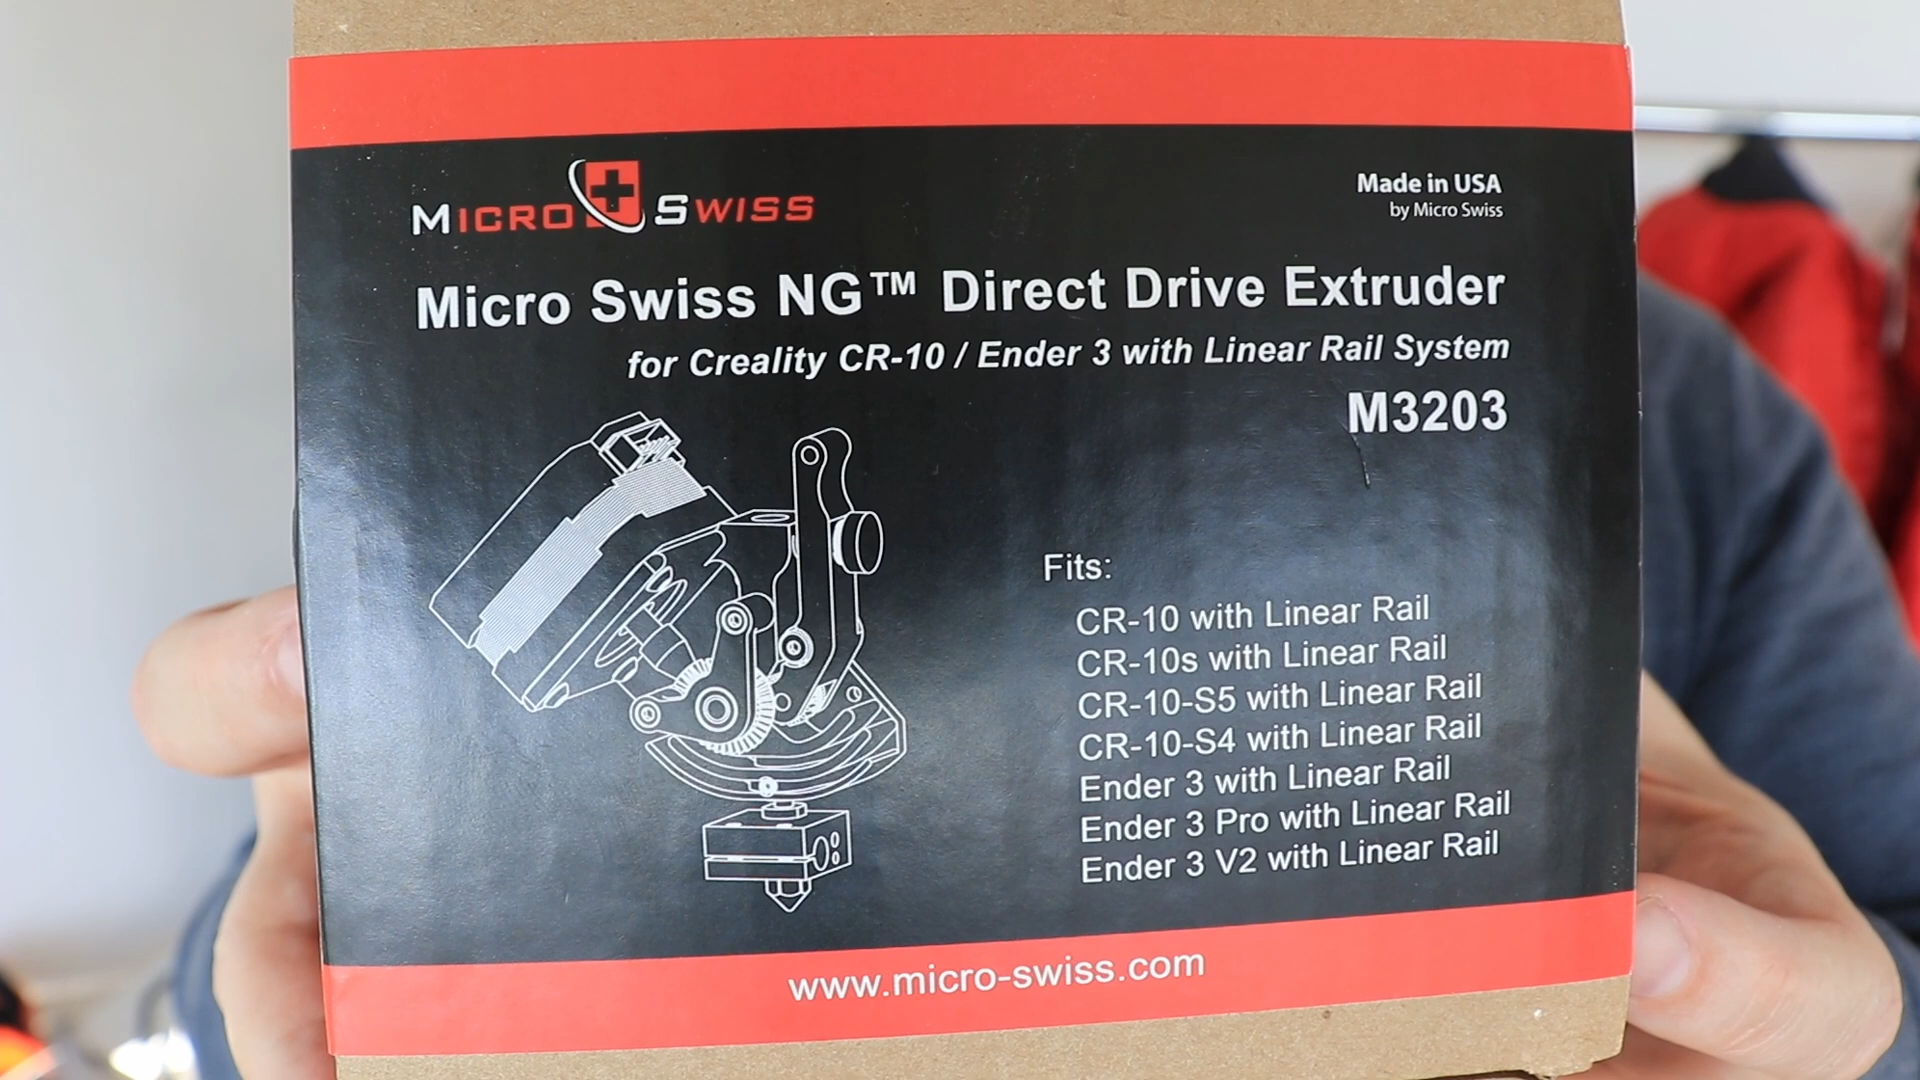 Micro Swiss
Made in USA
by Micro Swiss
Micro Swiss NG™ Direct Drive Extruder
for Creality CR-10 / Ender 3 with Linear Rail System
M3203
Fits:
CR-10 with Linear Rail
CR-10s with Linear Rail
CR-10-S5 with Linear Rail
CR-10-S4 with Linear Rail
Ender 3 with Linear Rail
Ender 3 Pro with Linear Rail
Ender 3 V2 with Linear Rail
www.micro-swiss.com